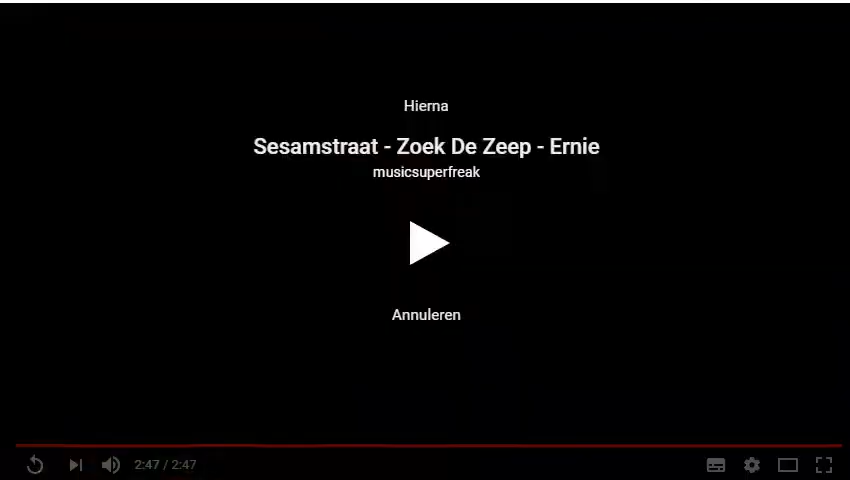 Hierna
Sesamstraat - Zoek De Zeep - Ernie
musicsuperfreak
Annuleren
2:47 / 2:47